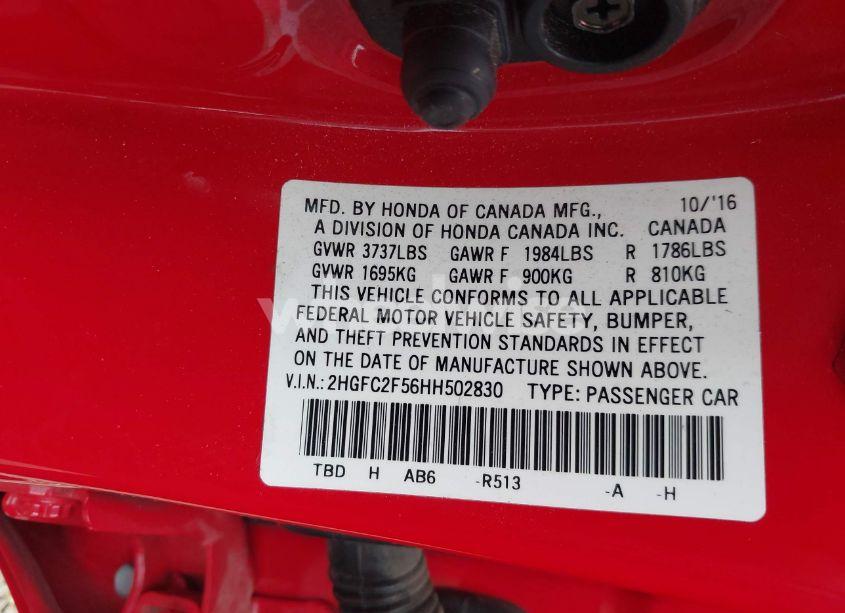 MFD. BY HONDA OF CANADA MFG., 10/'16
A DIVISION OF HONDA CANADA INC. CANADA
GVWR 3737LBS GAWR F 1984LBS R 1786LBS
GVWR 1695KG GAWR F 900KG R 810KG
THIS VEHICLE CONFORMS TO ALL APPLICABLE
FEDERAL MOTOR VEHICLE SAFETY, BUMPER,
AND THEFT PREVENTION STANDARDS IN EFFECT
ON THE DATE OF MANUFACTURE SHOWN ABOVE.
V.I.N.: 2HGFC2F56HH502830 TYPE: PASSENGER CAR
TBD H AB6 -R513 -A -H